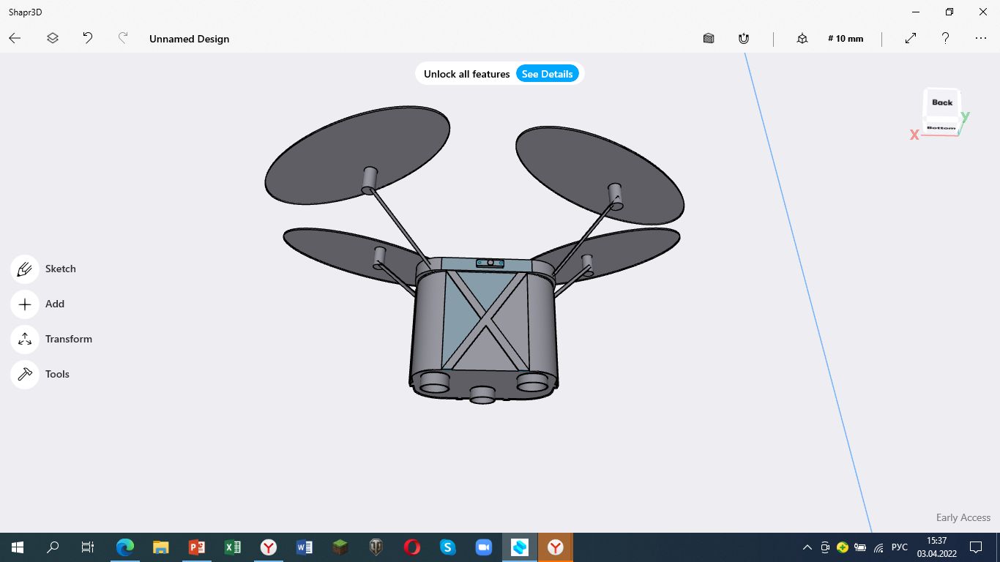 Shapr3D
Unnamed Design
# 10 mm
Unlock all features See Details
Back
Bottom
X
y
Sketch
Add
Transform
Tools
Early Access
РУС
15:37
03.04.2022